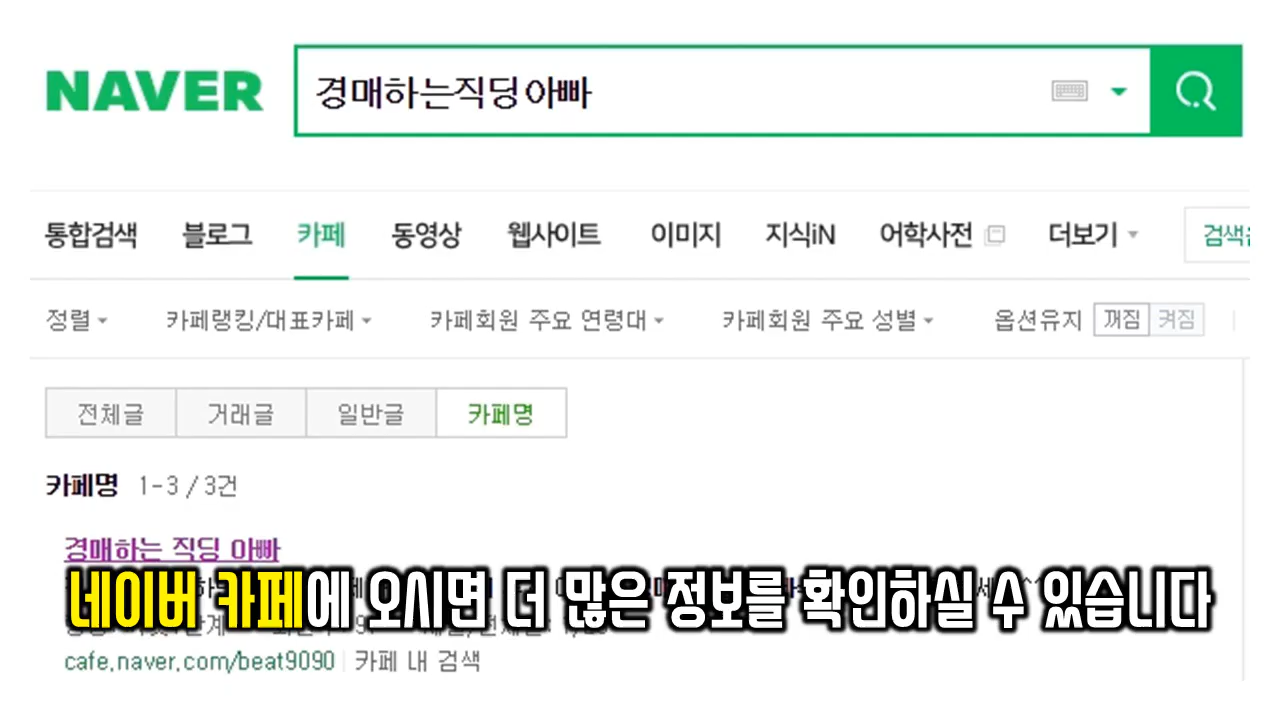 NAVER 경매하는직딩아빠
통합검색 블로그 카페 동영상 웹사이트 이미지 지식iN 어학사전 더보기
정렬 카페랭킹/대표카페 카페회원 주요 연령대 카페회원 주요 성별 옵션유지 꺼짐 켜짐
전체글 거래글 일반글 카페명
카페명 1-3 / 3건
경매하는 직딩 아빠
네이버 카페에 오시면 더 많은 정보를 확인하실 수 있습니다
cafe.naver.com/beat9090 카페 내 검색